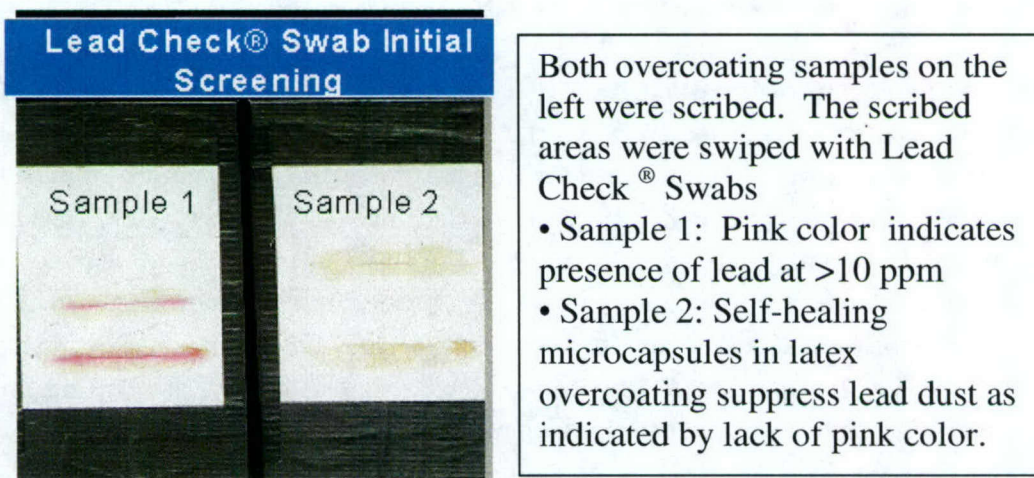 Lead Check® Swab Initial
Screening
Sample 1
Sample 2
Both overcoating samples on the
left were scribed.  The scribed
areas were swiped with Lead
Check ® Swabs
• Sample 1:  Pink color  indicates
presence of lead at >10 ppm
• Sample 2: Self-healing
microcapsules in latex
overcoating suppress lead dust as
indicated by lack of pink color.